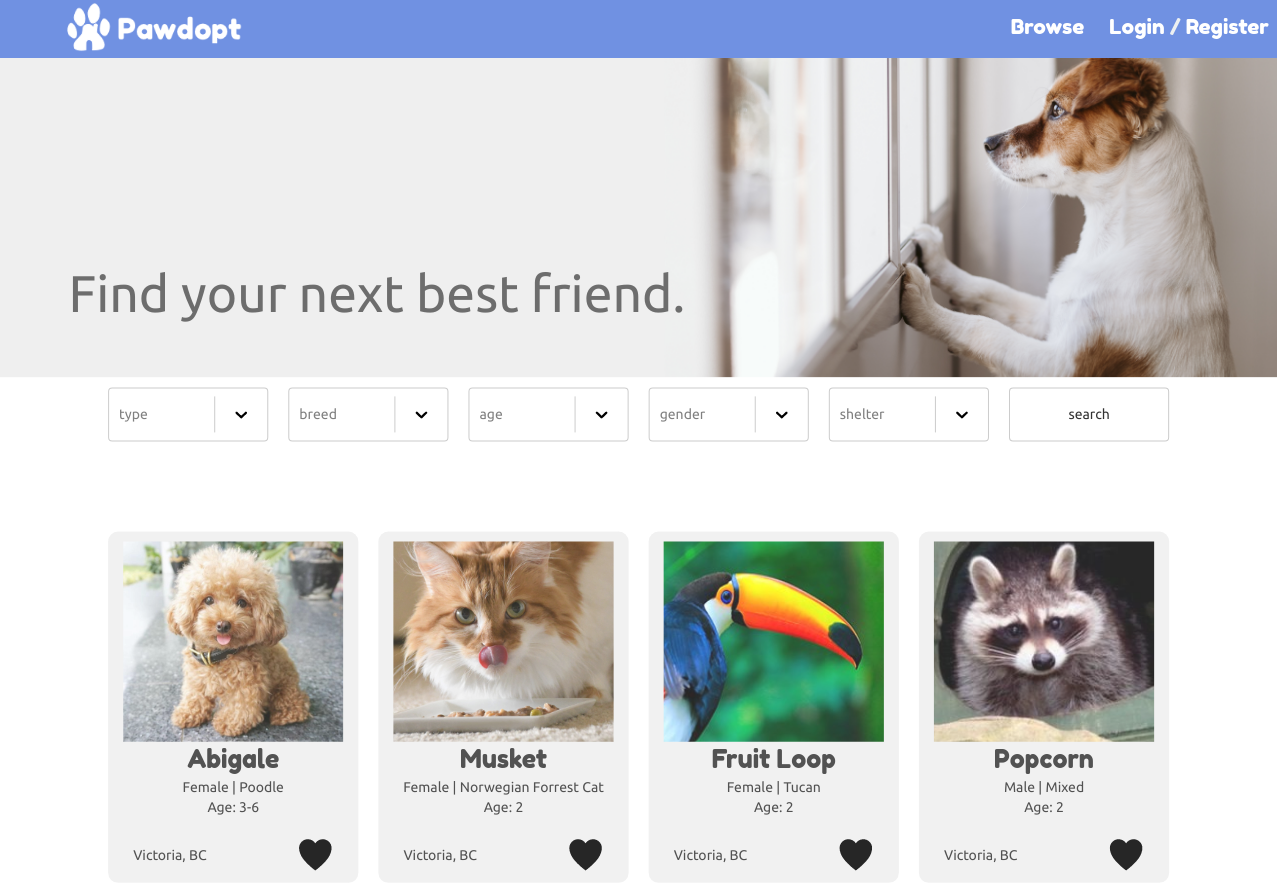 Pawdopt
Browse Login / Register
Find your next best friend.
type breed age gender shelter search
Abigale
Female | Poodle
Age: 3-6
Victoria, BC
Musket
Female | Norwegian Forrest Cat
Age: 2
Victoria, BC
Fruit Loop
Female | Tucan
Age: 2
Victoria, BC
Popcorn
Male | Mixed
Age: 2
Victoria, BC